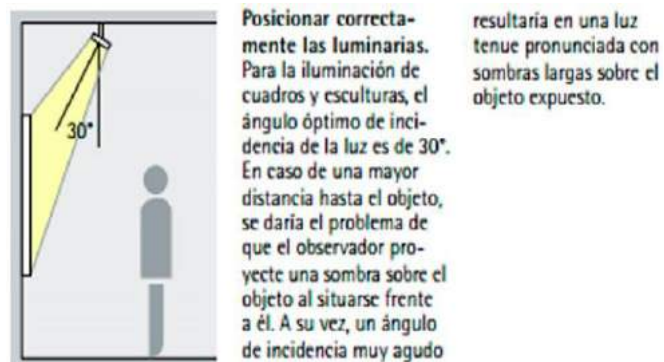 30°
Posicionar correcta-
mente las luminarias.
Para la iluminación de
cuadros y esculturas, el
ángulo óptimo de inci-
dencia de la luz es de 30°.
En caso de una mayor
distancia hasta el objeto,
se daría el problema de
que el observador pro-
yecte una sombra sobre el
objeto al situarse frente
a él. A su vez, un ángulo
de incidencia muy agudo
resultaría en una luz
tenue pronunciada con
sombras largas sobre el
objeto expuesto.